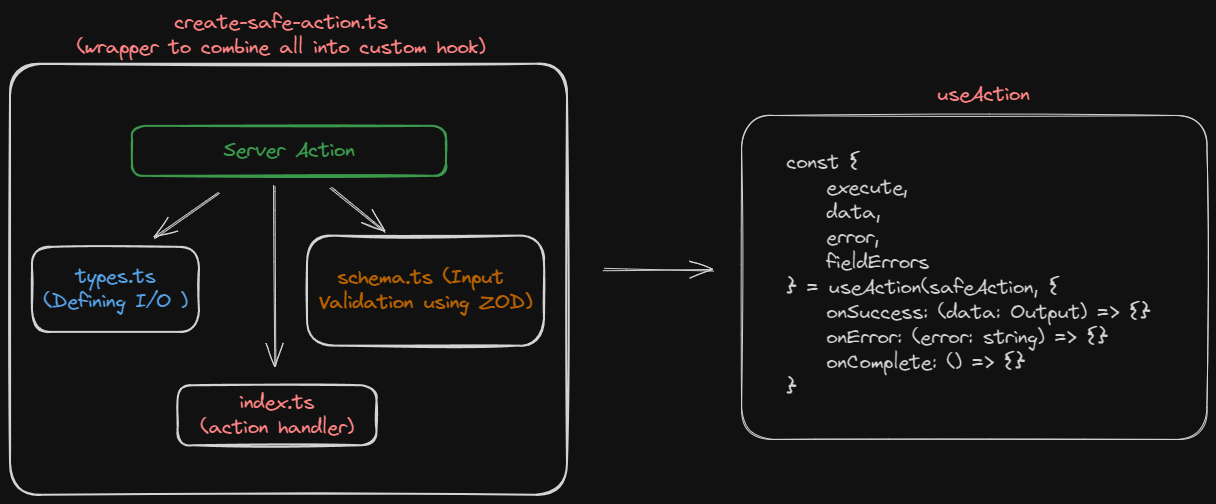 create-safe-action.ts
(wrapper to combine all into custom hook)
Server Action
types.ts
(Defining I/O )
schema.ts (Input
Validation using ZOD)
index.ts
(action handler)
useAction
const {
execute,
data,
error,
fieldErrors
} = useAction(safeAction, {
onSuccess: (data: Output) => {}
onError: (error: string) => {}
onComplete: () => {}
}